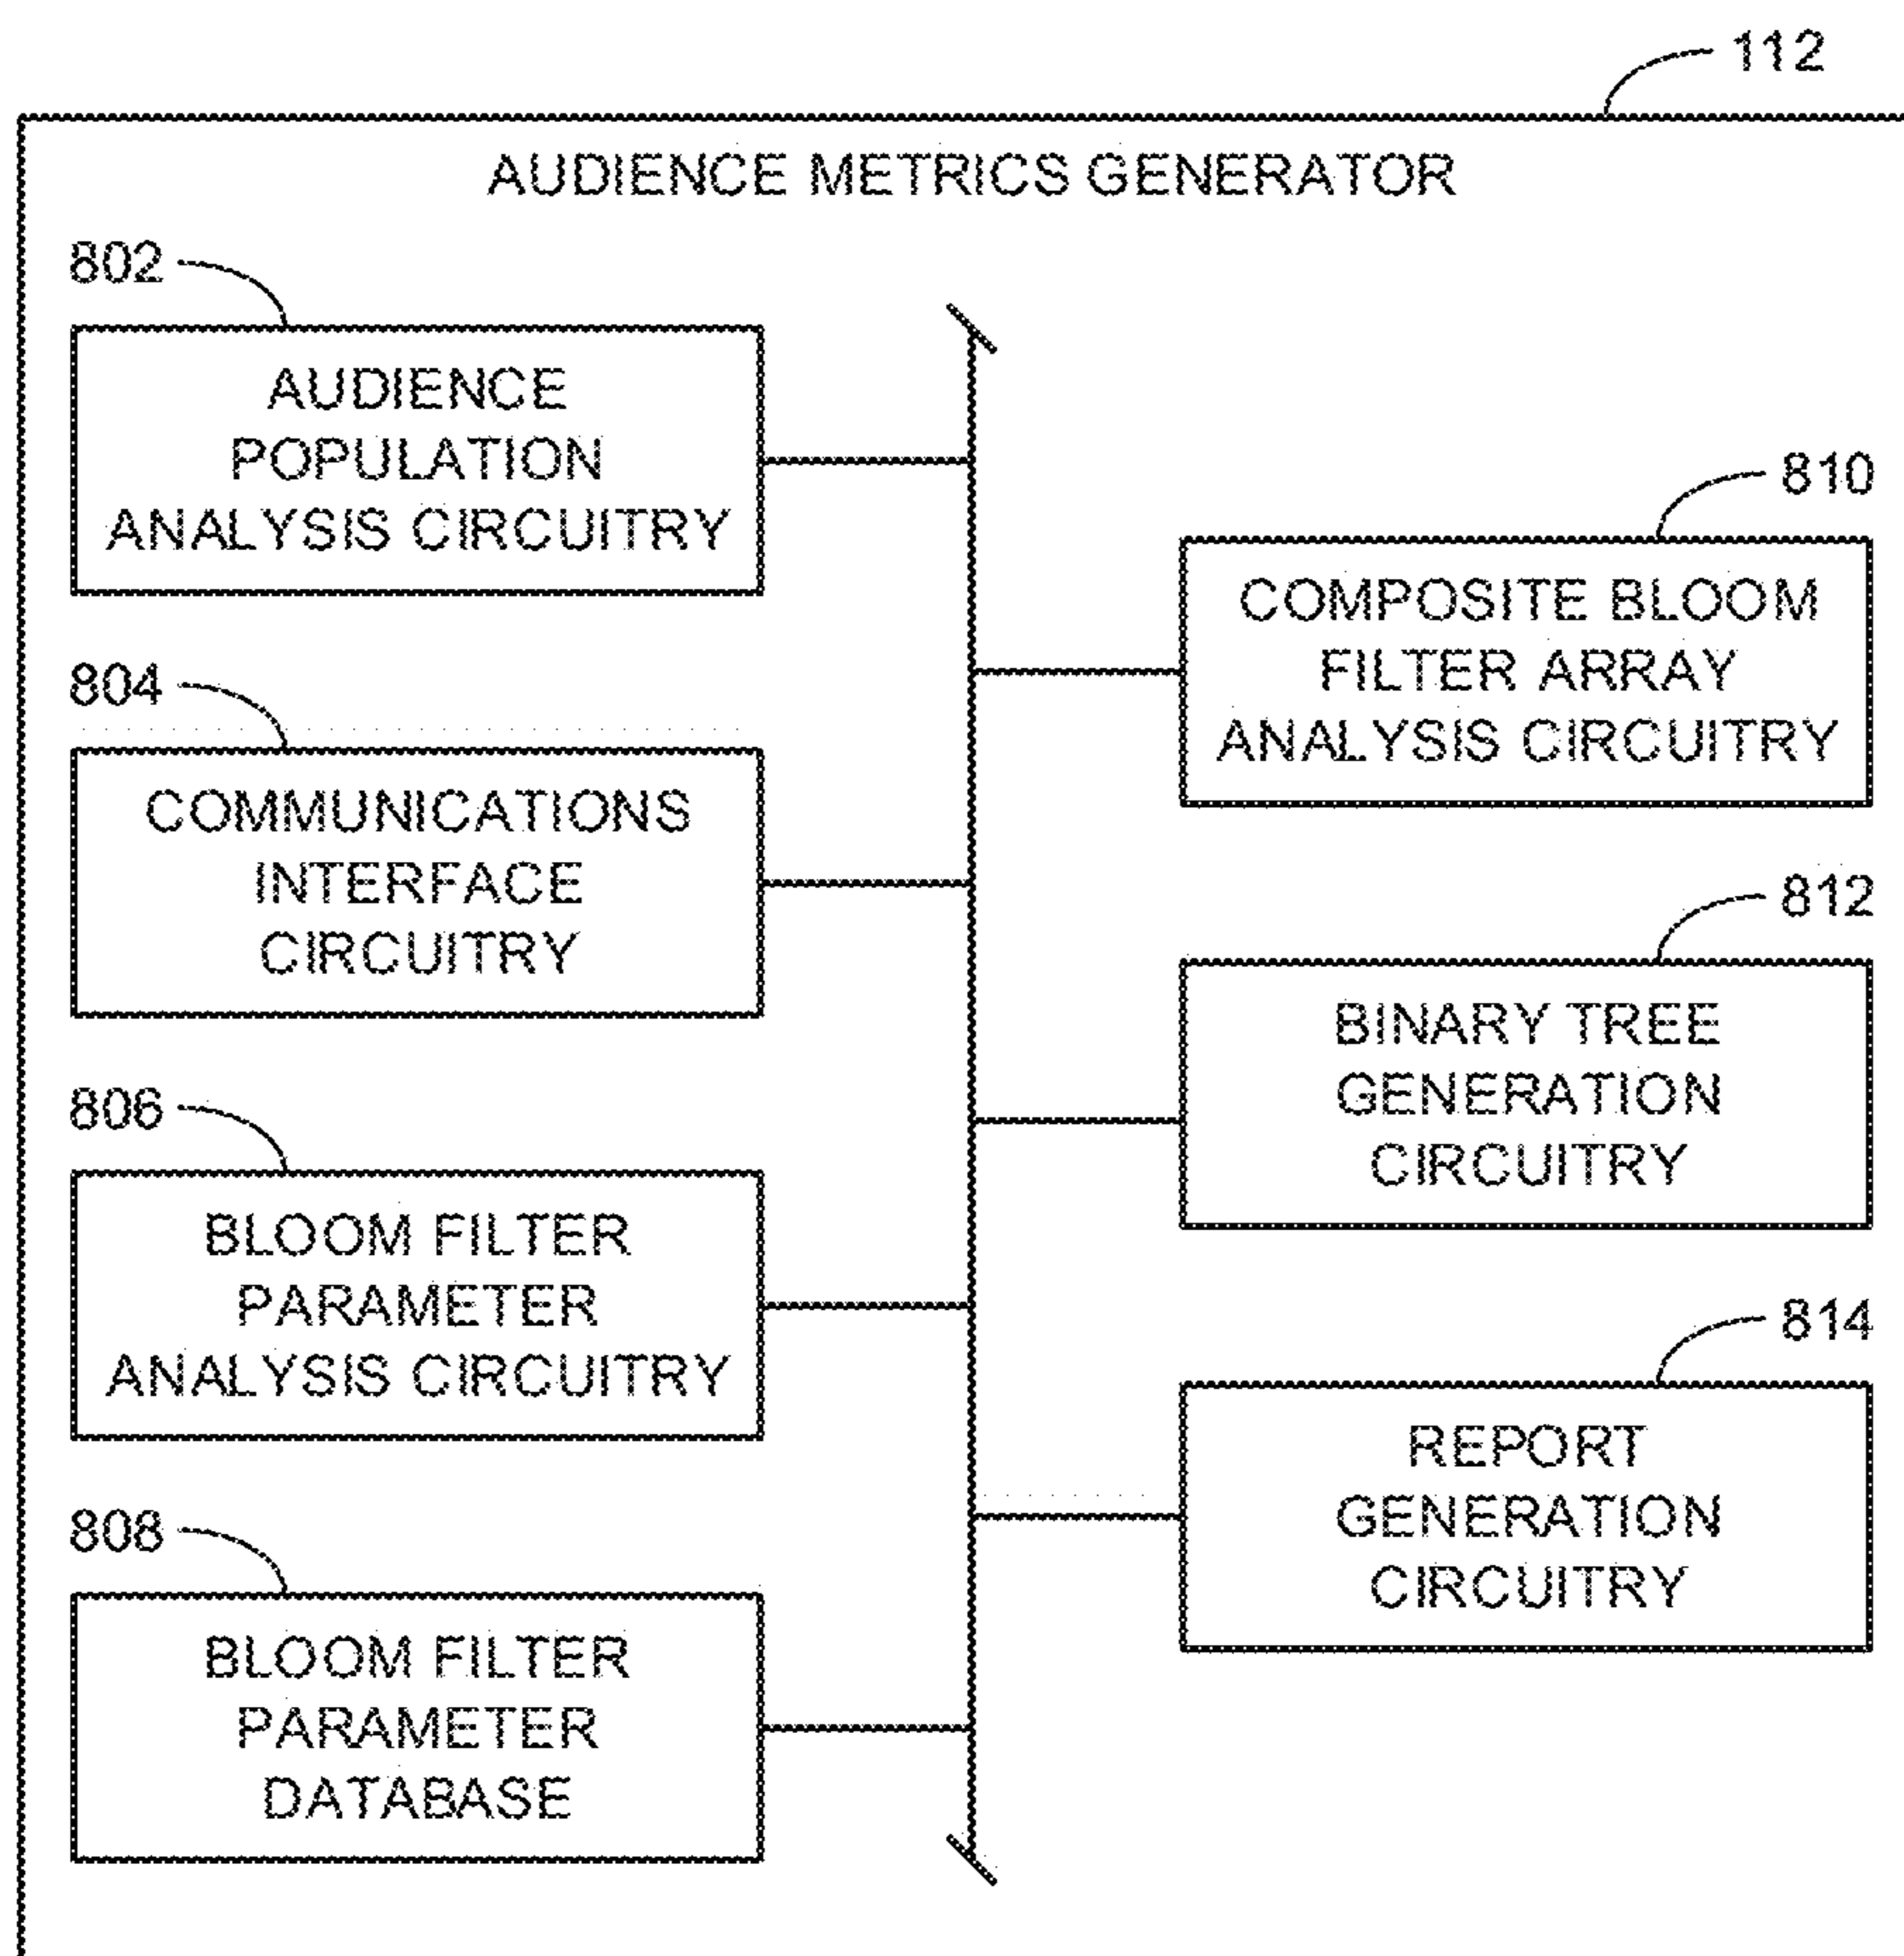 112
AUDIENCE METRICS GENERATOR
802
AUDIENCE
POPULATION
ANALYSIS CIRCUITRY
804
COMMUNICATIONS
INTERFACE
CIRCUITRY
806
BLOOM FILTER
PARAMETER
ANALYSIS CIRCUITRY
808
BLOOM FILTER
PARAMETER
DATABASE
810
COMPOSITE BLOOM
FILTER ARRAY
ANALYSIS CIRCUITRY
812
BINARY TREE
GENERATION
CIRCUITRY
814
REPORT
GENERATION
CIRCUITRY